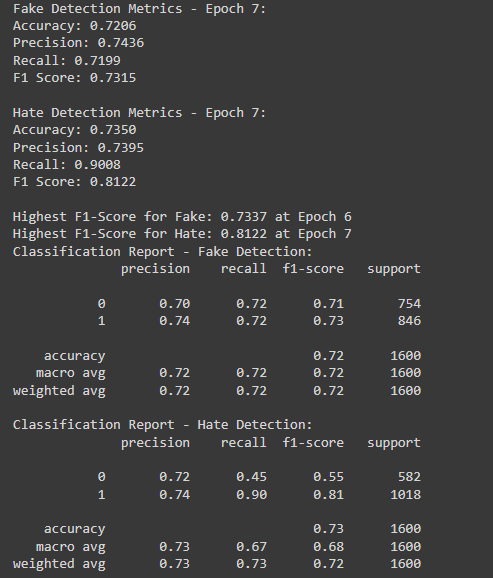 Fake Detection Metrics - Epoch 7:
Accuracy: 0.7206
Precision: 0.7436
Recall: 0.7199
F1 Score: 0.7315

Hate Detection Metrics - Epoch 7:
Accuracy: 0.7350
Precision: 0.7395
Recall: 0.9008
F1 Score: 0.8122

Highest F1-Score for Fake: 0.7337 at Epoch 6
Highest F1-Score for Hate: 0.8122 at Epoch 7
Classification Report - Fake Detection:
precision recall f1-score support

0 0.70 0.72 0.71 754
1 0.74 0.72 0.73 846

accuracy 0.72 1600
macro avg 0.72 0.72 0.72 1600
weighted avg 0.72 0.72 0.72 1600

Classification Report - Hate Detection:
precision recall f1-score support

0 0.72 0.45 0.55 582
1 0.74 0.90 0.81 1018

accuracy 0.73 1600
macro avg 0.73 0.67 0.68 1600
weighted avg 0.73 0.73 0.72 1600